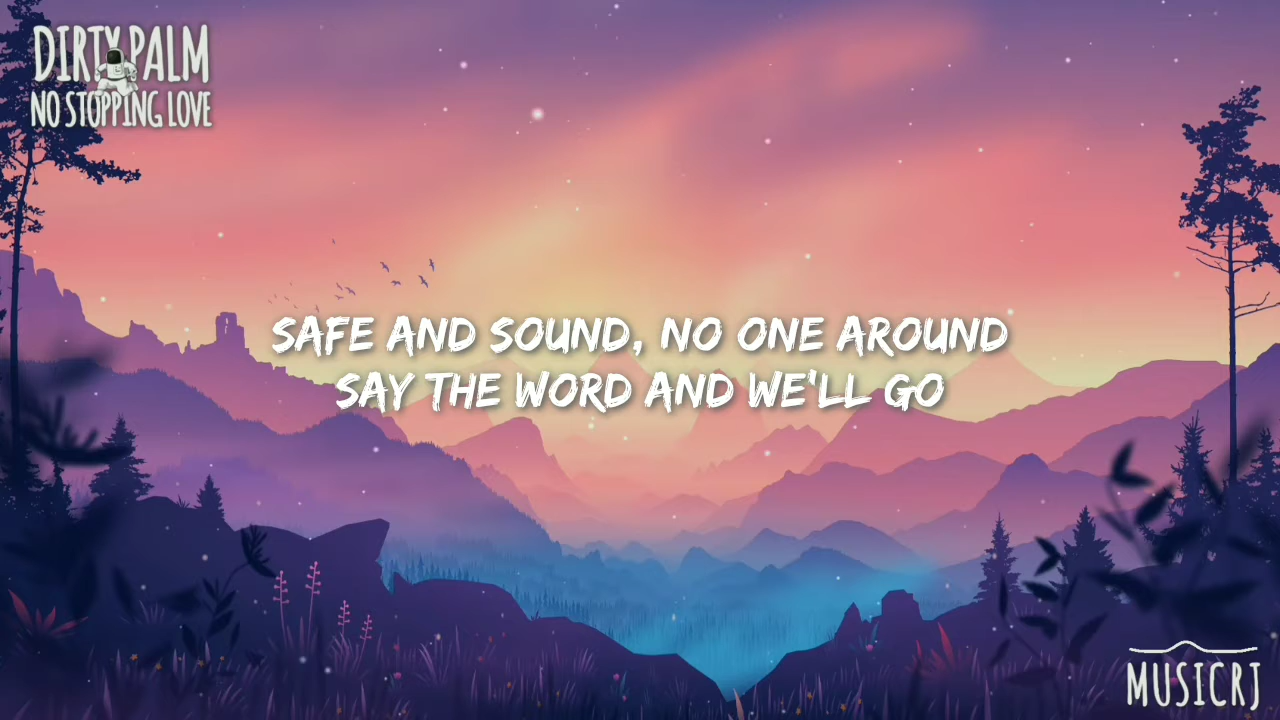 DIRTY PALM
NO STOPPING LOVE
SAFE AND SOUND, NO ONE AROUND
SAY THE WORD AND WE'LL GO
MUSICRJ